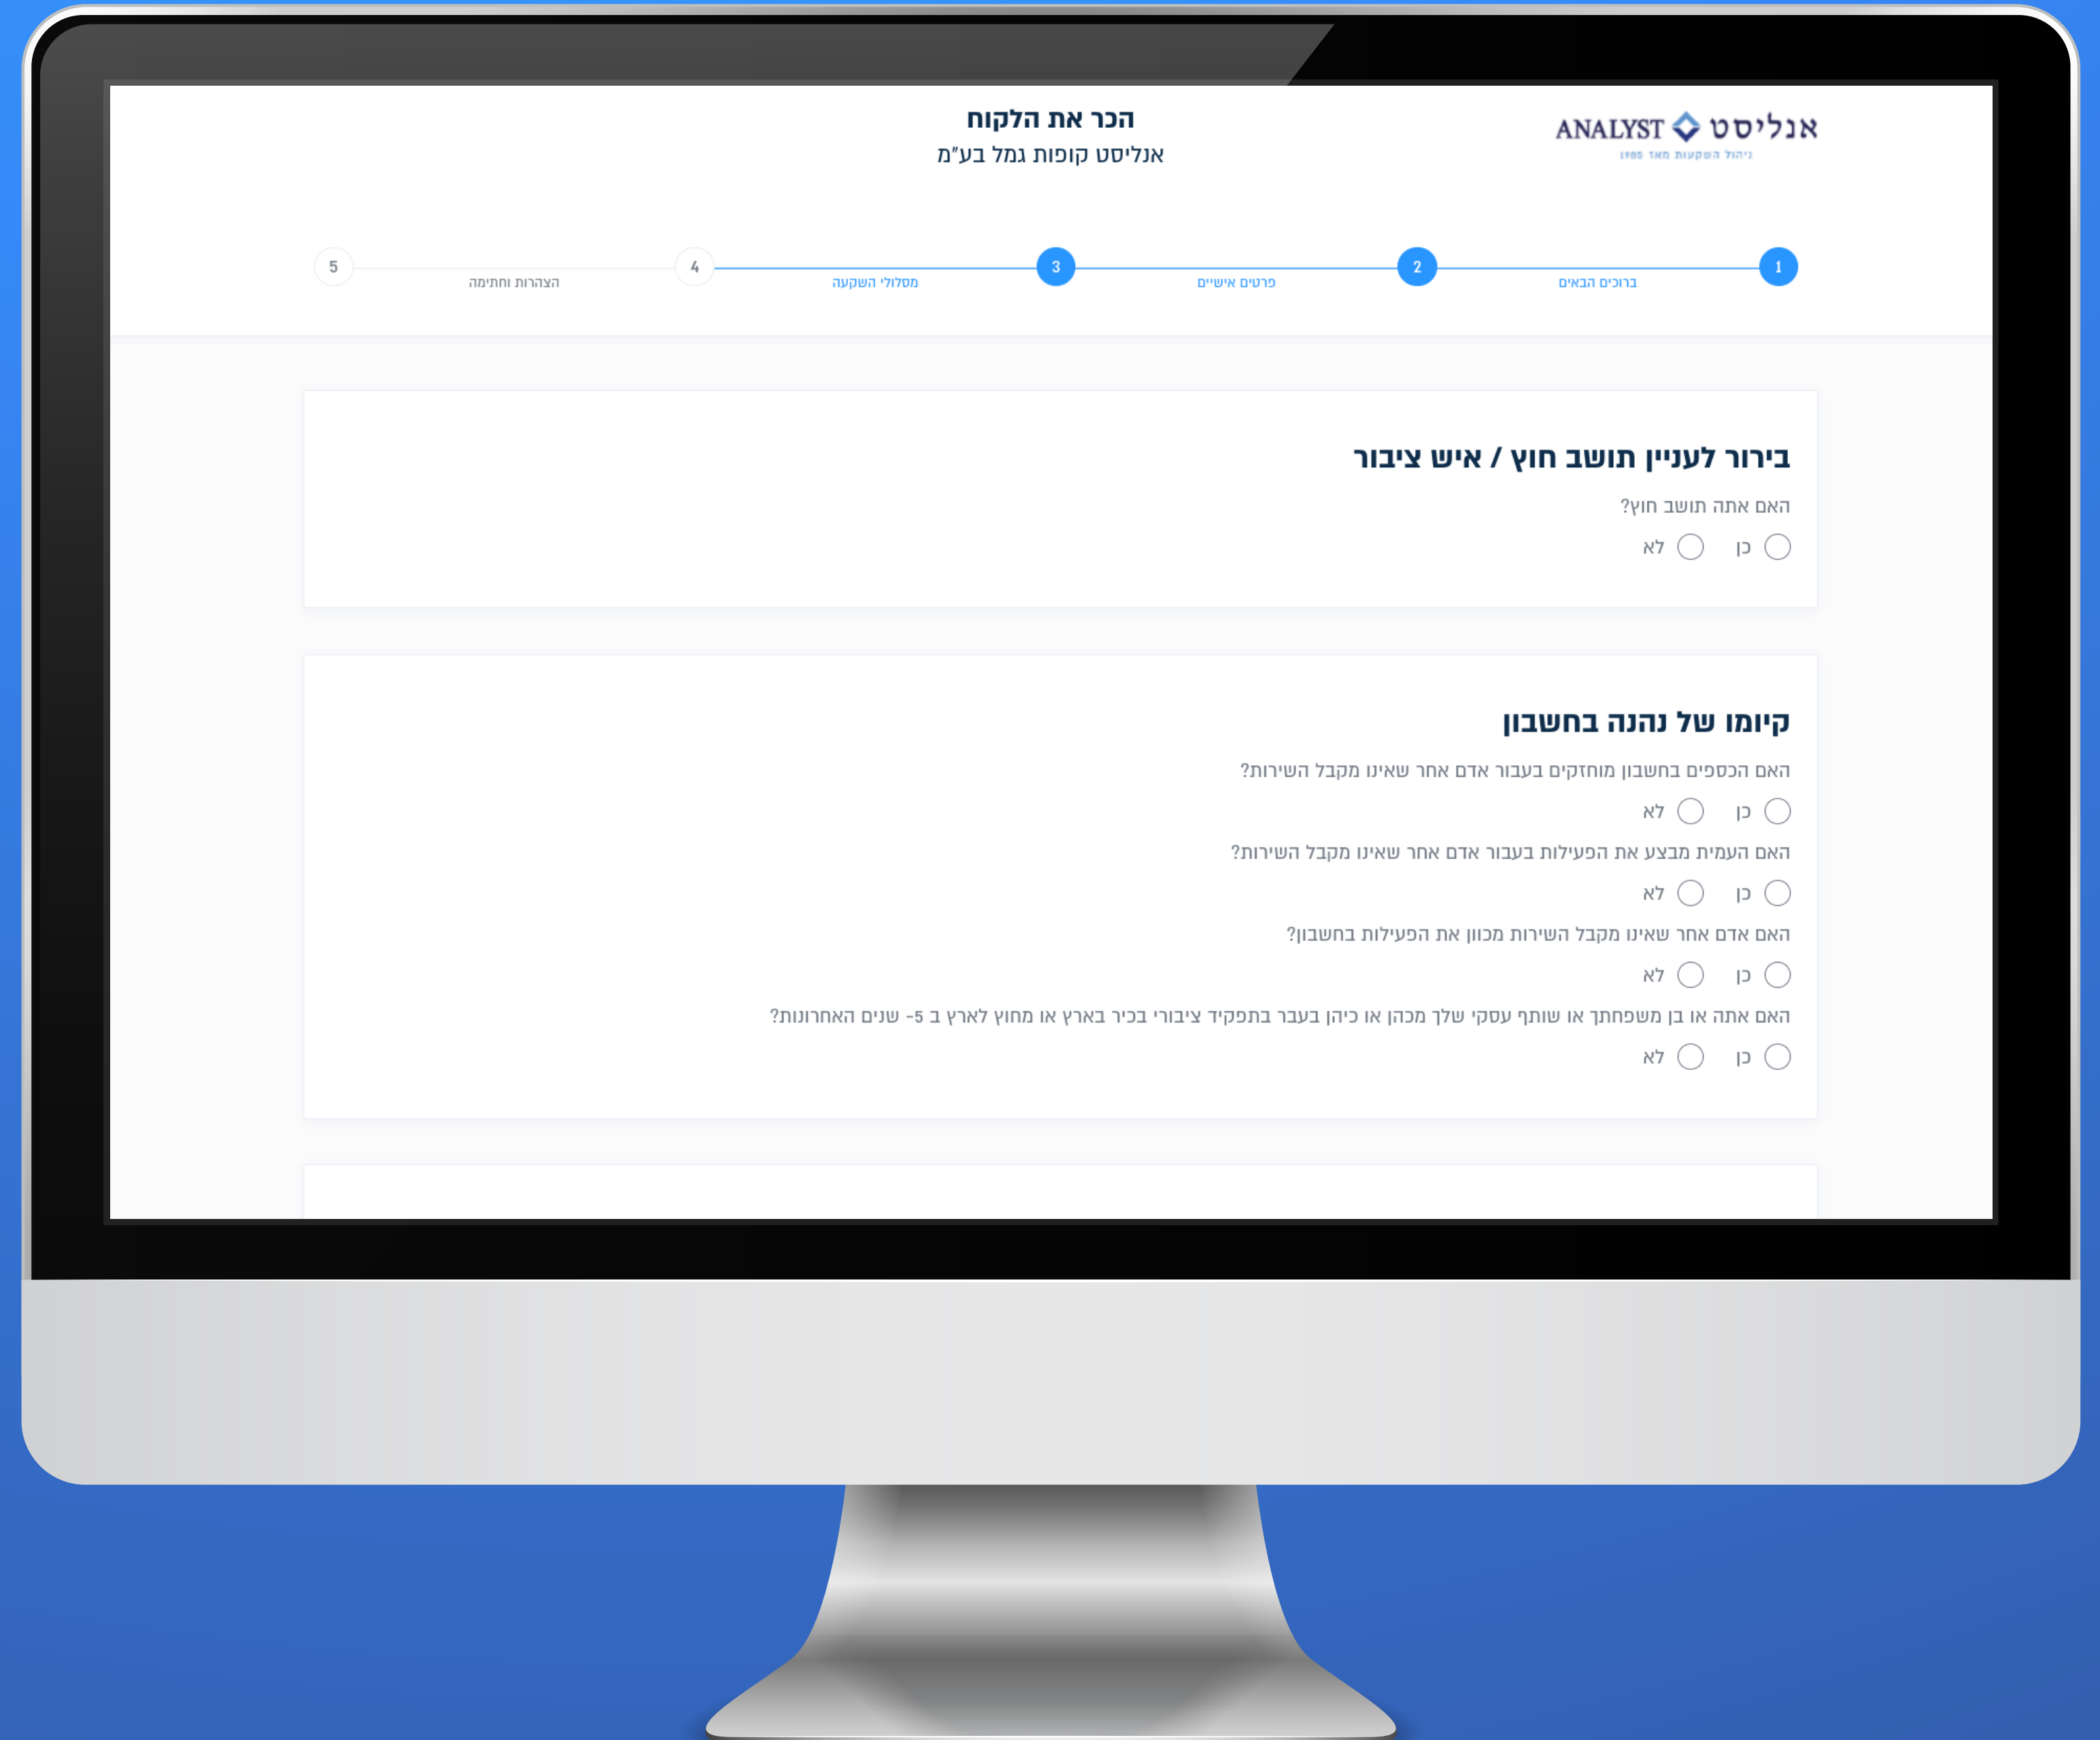 אנליסט ANALYST
ניהול השקעות מאז 1985
הכר את הלקוח
אנליסט קופות גמל בע"מ
1 ברוכים הבאים 2 פרטים אישיים 3 מסלולי השקעה 4 הצהרות וחתימה 5
בירור לעניין תושב חוץ / איש ציבור
האם אתה תושב חוץ?
כן לא
קיומו של נהנה בחשבון
האם הכספים בחשבון מוחזקים בעבור אדם אחר שאינו מקבל השירות?
כן לא
האם העמית מבצע את הפעילות בעבור אדם אחר שאינו מקבל השירות?
כן לא
האם אדם אחר שאינו מקבל השירות מכוון את הפעילות בחשבון?
כן לא
האם אתה או בן משפחתך או שותף עסקי שלך מכהן או כיהן בעבר בתפקיד ציבורי בכיר בארץ או מחוץ לארץ ב 5- שנים האחרונות?
כן לא